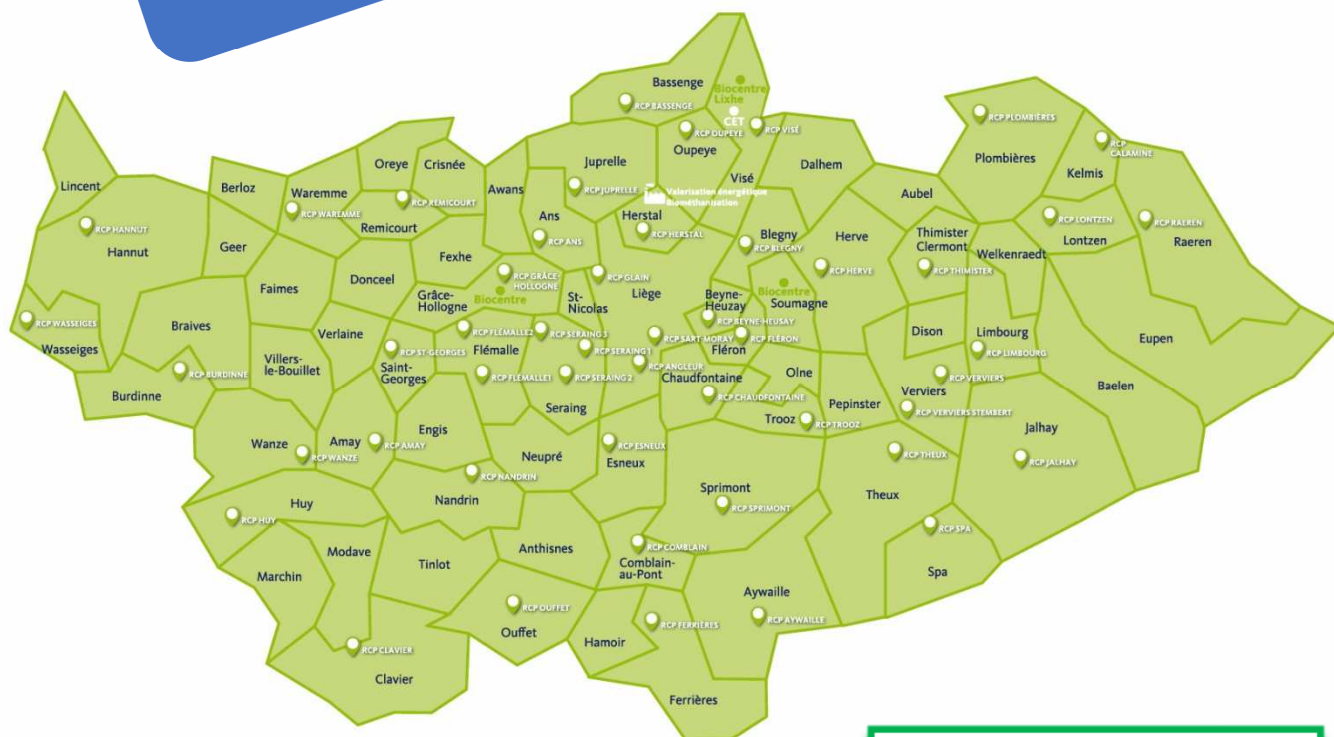 Bassenge
Biocentre
Lixhe
CET
RCP BASSENGE
RCP OUPEYE
Oupeye
RCP VISÉ
Visé
Dalhem
RCP PLOMBIÈRES
Plombières
RCP
CALAMINE
Kelmis
Lincent
Berloz
Waremme
RCP WAREMME
Oreye
Crisnée
RCP REMICOURT
Remicourt
Awans
Juprelle
RCP JUPRELLE
Valorisation énergétique
Biométhanisation
Aubel
RCP HANNUT
Hannut
Geer
Ans
RCP ANS
Herstal
RCP HERSTAL
Blegny
RCP BLEGNY
Herve
RCP HERVE
Thimister
Clermont
RCP THIMISTER
Welkenraedt
RCP LONTZEN
Lontzen
RCP RAEREN
Raeren
Fexhe
Donceel
Faimes
RCP GRÂCE-
HOLLOGNE
Biocentre
Grâce-
Hollogne
St-
Nicolas
RCP GLAIN
Liège
Beyne-
Heuzay
RCP BEYNE-HEUSAY
Biocentre
Soumagne
RCP WASSEIGES
Wasseiges
Braives
Verlaine
RCP FLÉMALLE2
RCP SERAING 3
RCP SERAING 1
RCP SART-MORAY
RCP FLÉRON
Fléron
Dison
Limbourg
RCP LIMBOURG
Eupen
RCP BURDINNE
Burdinne
Villers-
le-Bouillet
RCP ST-GEORGES
Saint-
Georges
Flémalle
RCP FLÉMALLE1
RCP SERAING 2
Seraing
RCP ANGLEUR
Chaudfontaine
RCP CHAUDFONTAINE
Olne
RCP VERVIERS
Verviers
RCP VERVIERS STEMBERT
Baelen
Pepinster
Trooz
RCP TROOZ
Jalhay
RCP JALHAY
Wanze
RCP WANZE
Amay
RCP AMAY
Engis
Neupré
RCP ESNEUX
Esneux
RCP THEUX
Theux
RCP NANDRIN
Nandrin
Sprimont
RCP SPRIMONT
Huy
RCP HUY
RCP SPA
Spa
Modave
Marchin
Tinlot
Anthisnes
RCP COMBLAIN
Comblain-
au-Pont
Aywaille
RCP AYWAILLE
RCP OUFFET
Ouffet
Hamoir
RCP FERRIÈRES
Ferrières
RCP CLAVIER
Clavier